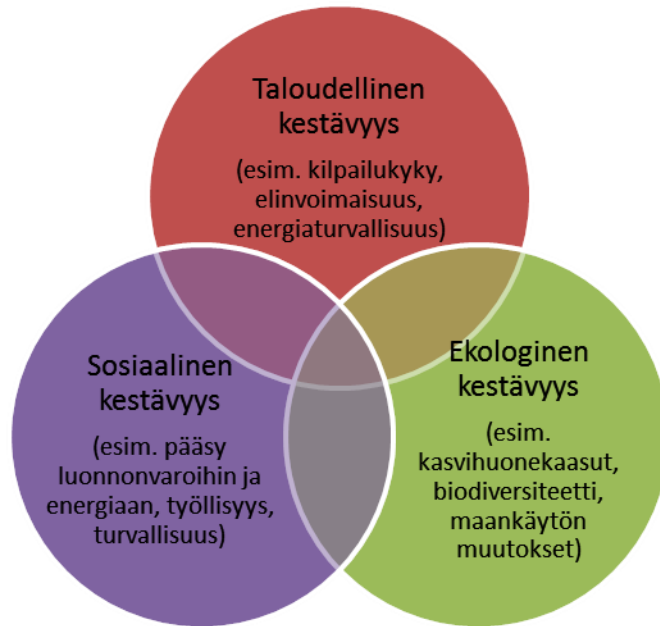 Taloudellinen
kestävyys
(esim. kilpailukyky,
elinvoimaisuus,
energiaturvallisuus)
Sosiaalinen
kestävyys
(esim. pääsy
luonnonvaroihin ja
energiaan, työllisyys,
turvallisuus)
Ekologinen
kestävyys
(esim.
kasvihuonekaasut,
biodiversiteetti,
maankäytön
muutokset)